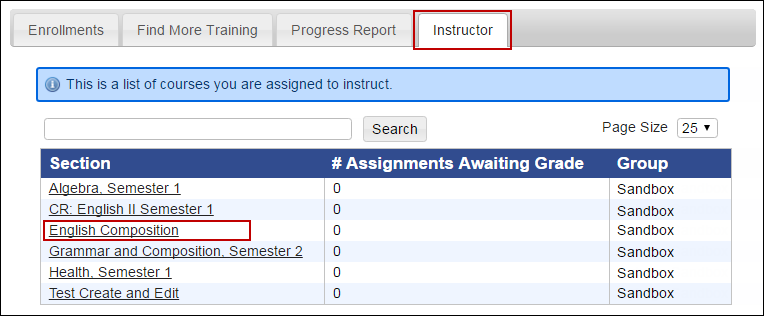 Enrollments Find More Training Progress Report Instructor
This is a list of courses you are assigned to instruct.
Search Page Size 25
Section # Assignments Awaiting Grade Group
Algebra, Semester 1 0 Sandbox
CR: English II Semester 1 0 Sandbox
English Composition 0 Sandbox
Grammar and Composition, Semester 2 0 Sandbox
Health, Semester 1 0 Sandbox
Test Create and Edit 0 Sandbox